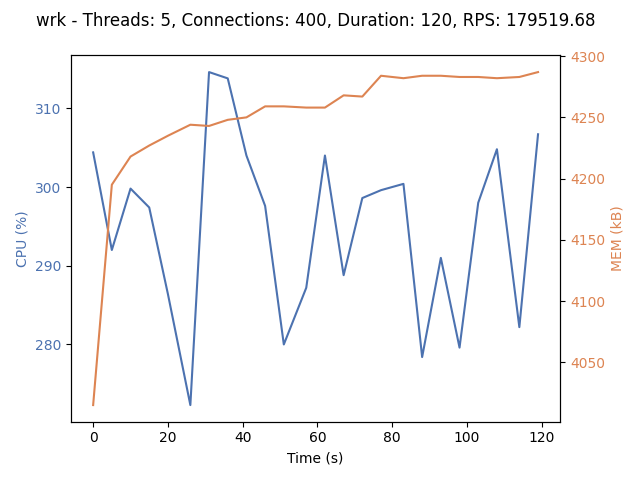 wrk - Threads: 5, Connections: 400, Duration: 120, RPS: 179519.68
CPU (%)
310
300
290
280
4300
4250
4200
4150
4100
4050
MEM (kB)
0 20 40 60 80 100 120
Time (s)